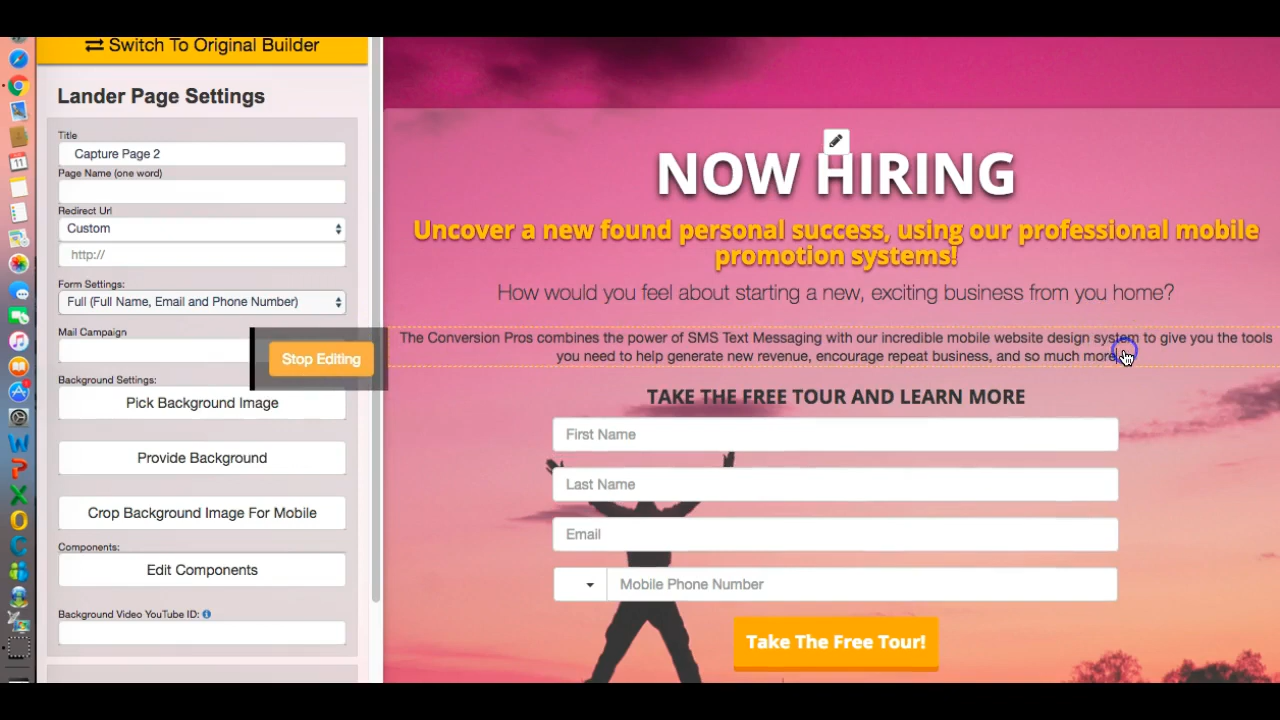 Switch To Original Builder
Lander Page Settings
Title
Capture Page 2
Page Name (one word)
Redirect Url
Custom
http://
Form Settings:
Full (Full Name, Email and Phone Number)
Mail Campaign
Stop Editing
Background Settings:
Pick Background Image
Provide Background
Crop Background Image For Mobile
Components:
Edit Components
Background Video YouTube ID:
NOW HIRING
Uncover a new found personal success, using our professional mobile
promotion systems!
How would you feel about starting a new, exciting business from you home?
The Conversion Pros combines the power of SMS Text Messaging with our incredible mobile website design system to give you the tools
you need to help generate new revenue, encourage repeat business, and so much more
TAKE THE FREE TOUR AND LEARN MORE
First Name
Last Name
Email
Mobile Phone Number
Take The Free Tour!